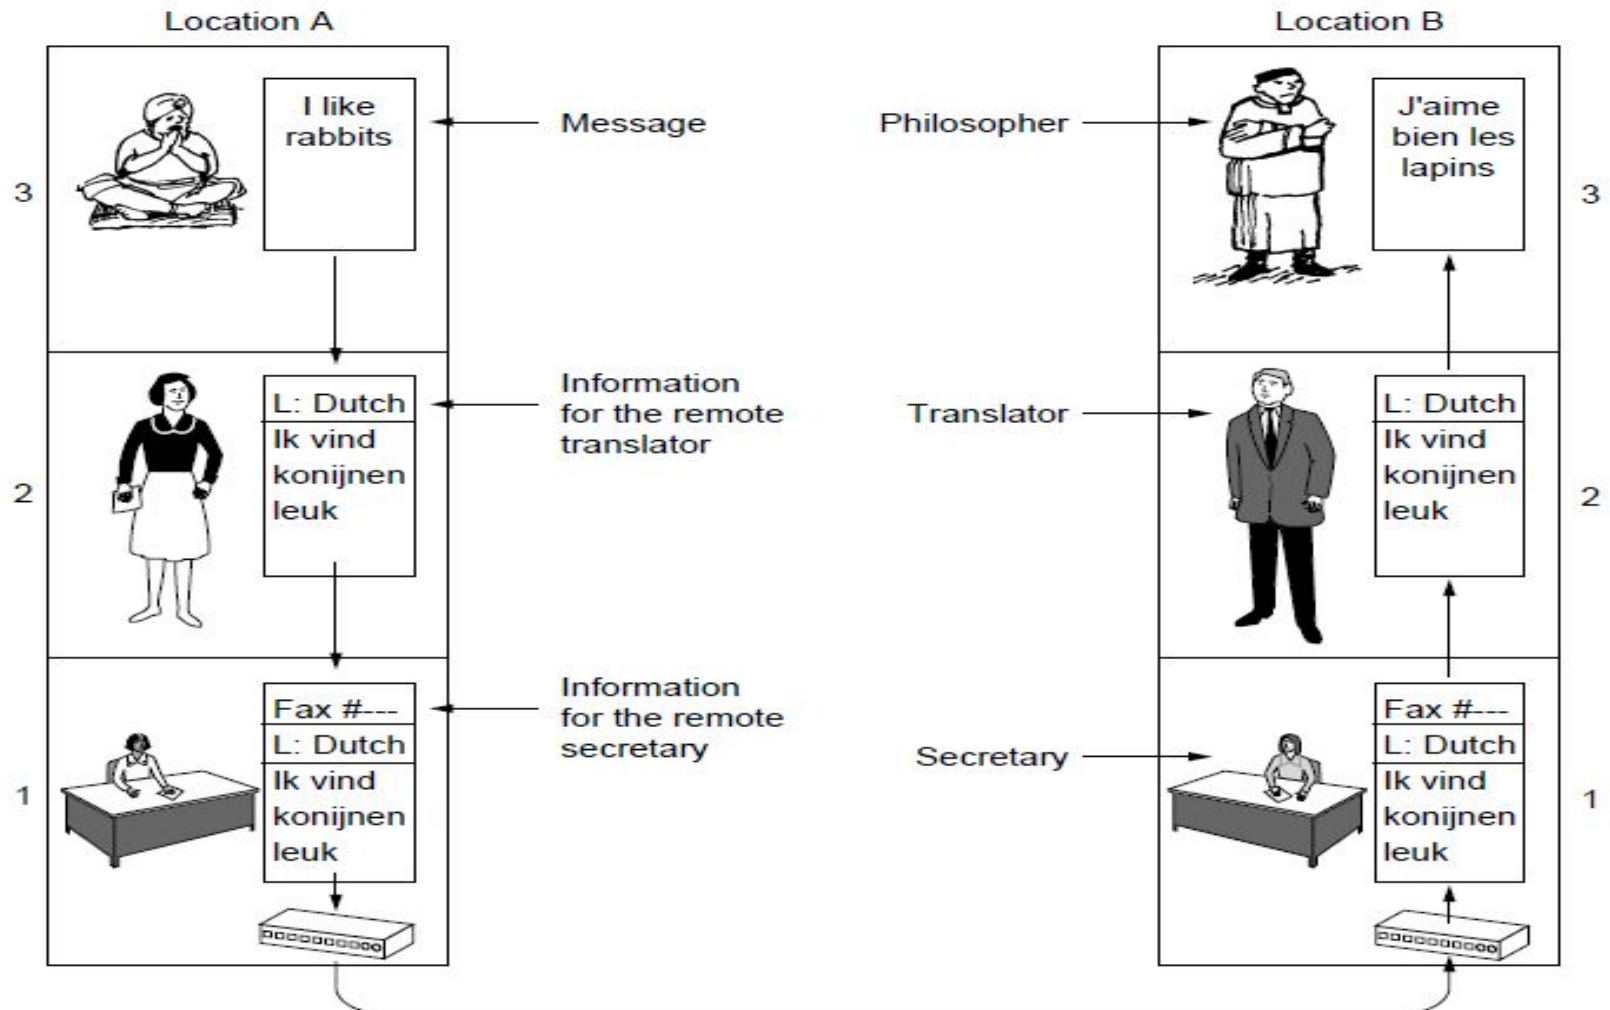 Location A
Location B
I like
rabbits
Message
Philosopher
J'aime
bien les
lapins
3
3
L: Dutch
Ik vind
konijnen
leuk
Information
for the remote
translator
Translator
L: Dutch
Ik vind
konijnen
leuk
2
2
Fax #---
L: Dutch
Ik vind
konijnen
leuk
Information
for the remote
secretary
Secretary
Fax #---
L: Dutch
Ik vind
konijnen
leuk
1
1